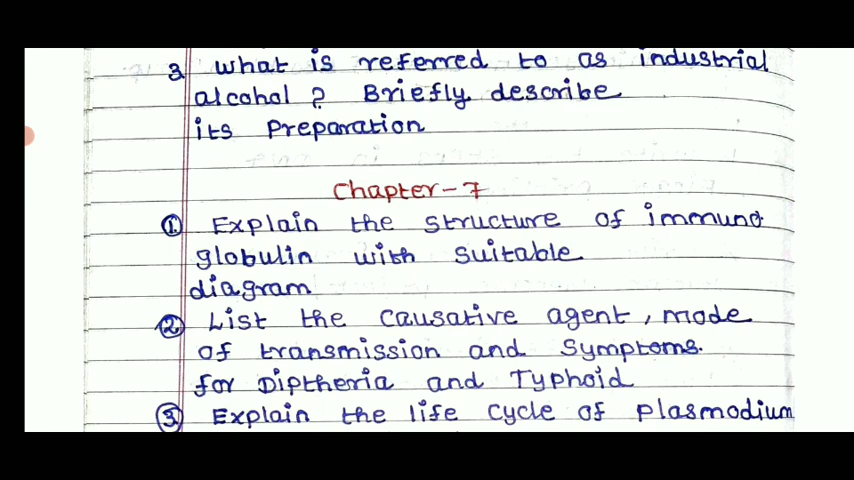 3 What is referred to as industrial
alcohol ? Briefly describe
its Preparation
Chapter-7
① Explain the structure of immuno
globulin with suitable
diagram
② List the causative agent, mode
of transmission and Symptoms.
for Diptheria and Typhoid
③ Explain the life cycle of plasmodium